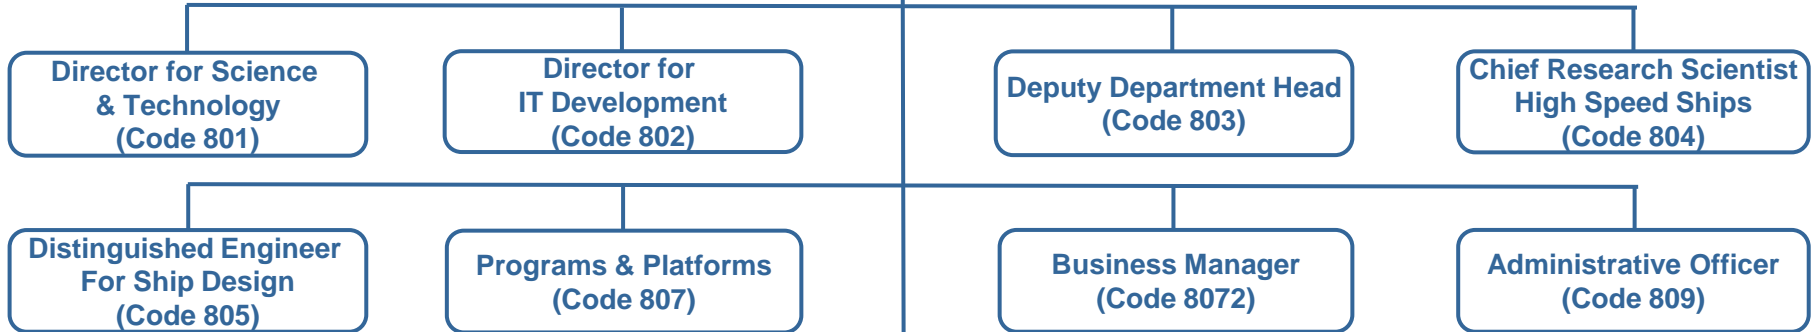 Director for Science
& Technology
(Code 801)
Director for
IT Development
(Code 802)
Deputy Department Head
(Code 803)
Chief Research Scientist
High Speed Ships
(Code 804)
Distinguished Engineer
For Ship Design
(Code 805)
Programs & Platforms
(Code 807)
Business Manager
(Code 8072)
Administrative Officer
(Code 809)